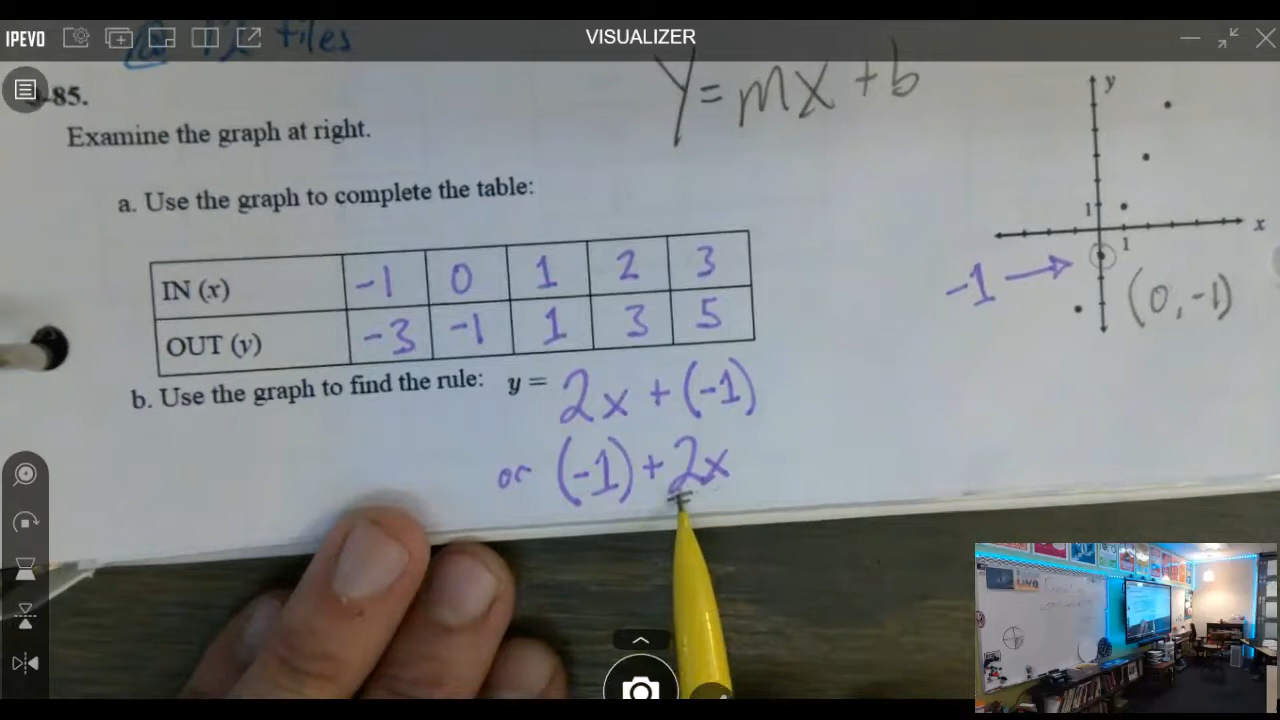 IPEVO
VISUALIZER
@ 12 tiles
-85.
y = mx + b
Examine the graph at right.
a. Use the graph to complete the table:
IN (x) -1 0 1 2 3
OUT (y) -3 -1 1 3 5
b. Use the graph to find the rule: y = 2x + (-1)
or (-1) + 2x
y
1
x
1
-1 → (0, -1)